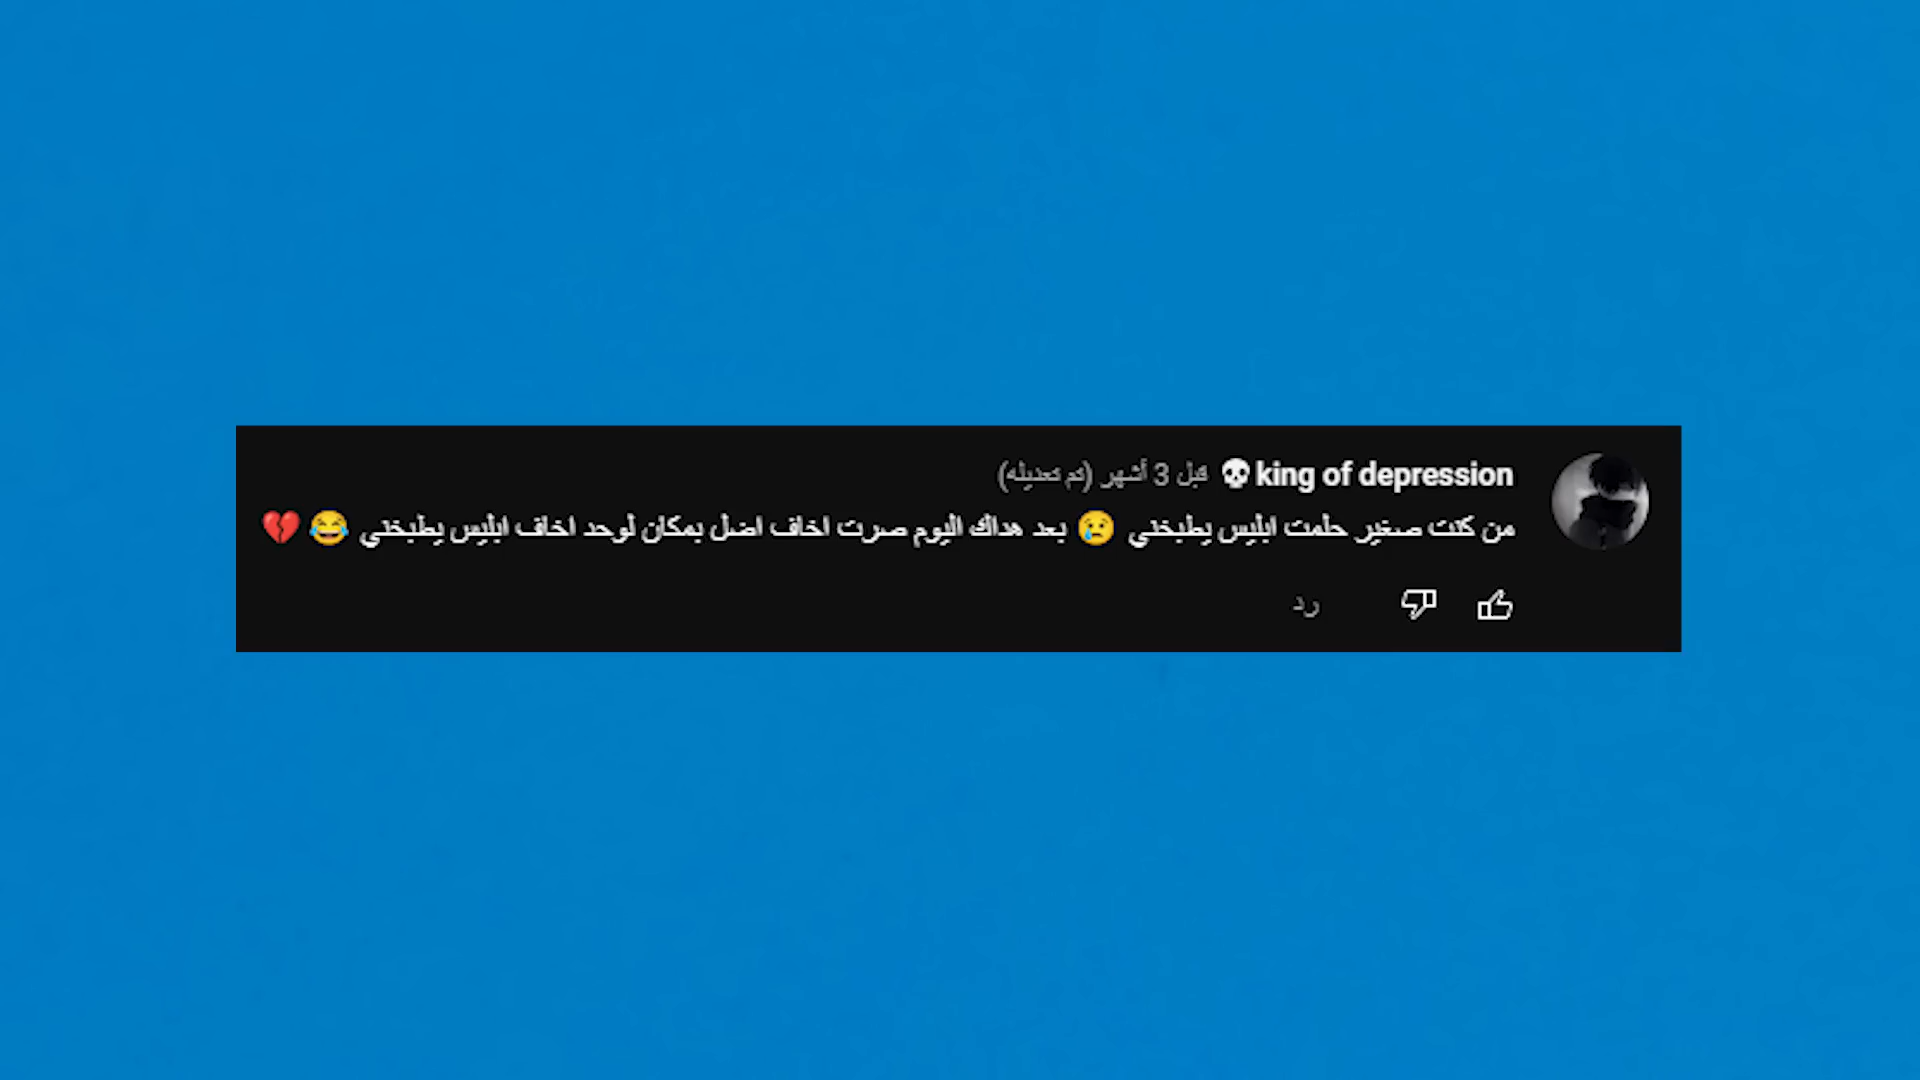 king of depression💀 قبل 3 أشهر (تم تعديله)
من كنت صغير حلمت ابليس يطبخني 😢 بعد هداك اليوم صرت اخاف اضل بمكان لوحد اخاف ابليس يطبخني 😂 💔
رد